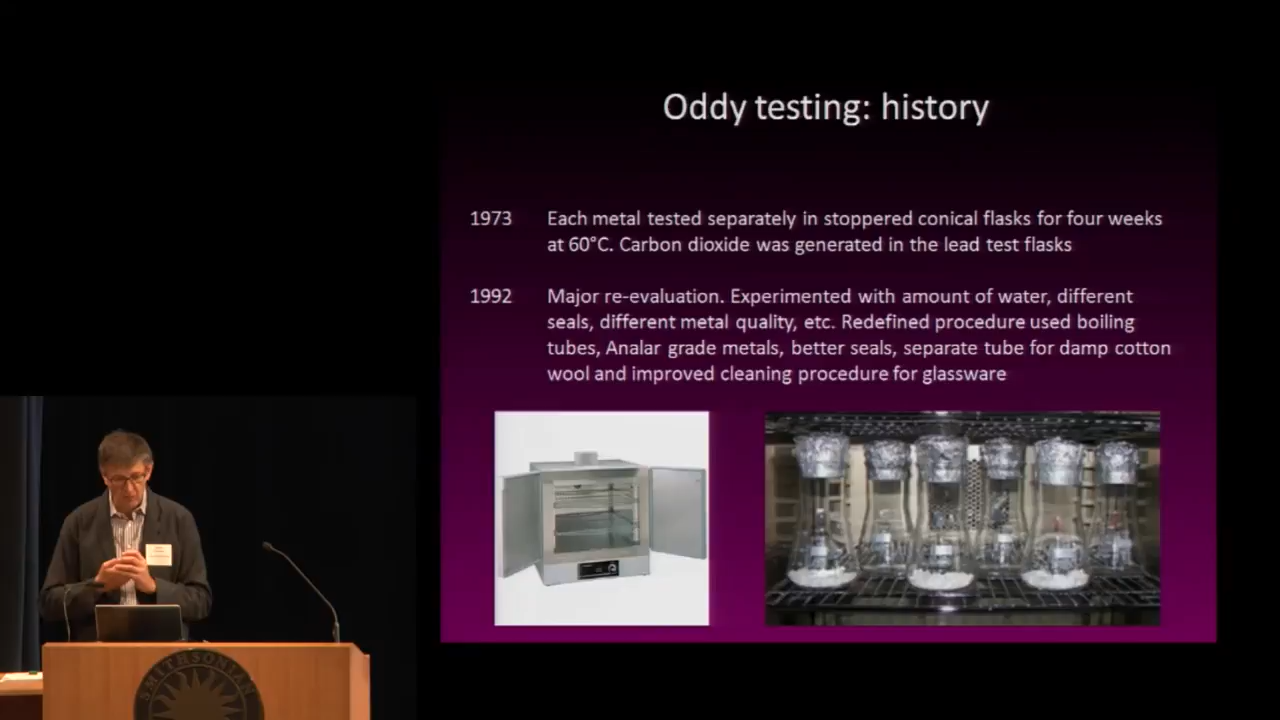 Oddy testing: history
1973 Each metal tested separately in stoppered conical flasks for four weeks
at 60°C. Carbon dioxide was generated in the lead test flasks
1992 Major re-evaluation. Experimented with amount of water, different
seals, different metal quality, etc. Redefined procedure used boiling
tubes, Analar grade metals, better seals, separate tube for damp cotton
wool and improved cleaning procedure for glassware
SMITHSONIAN